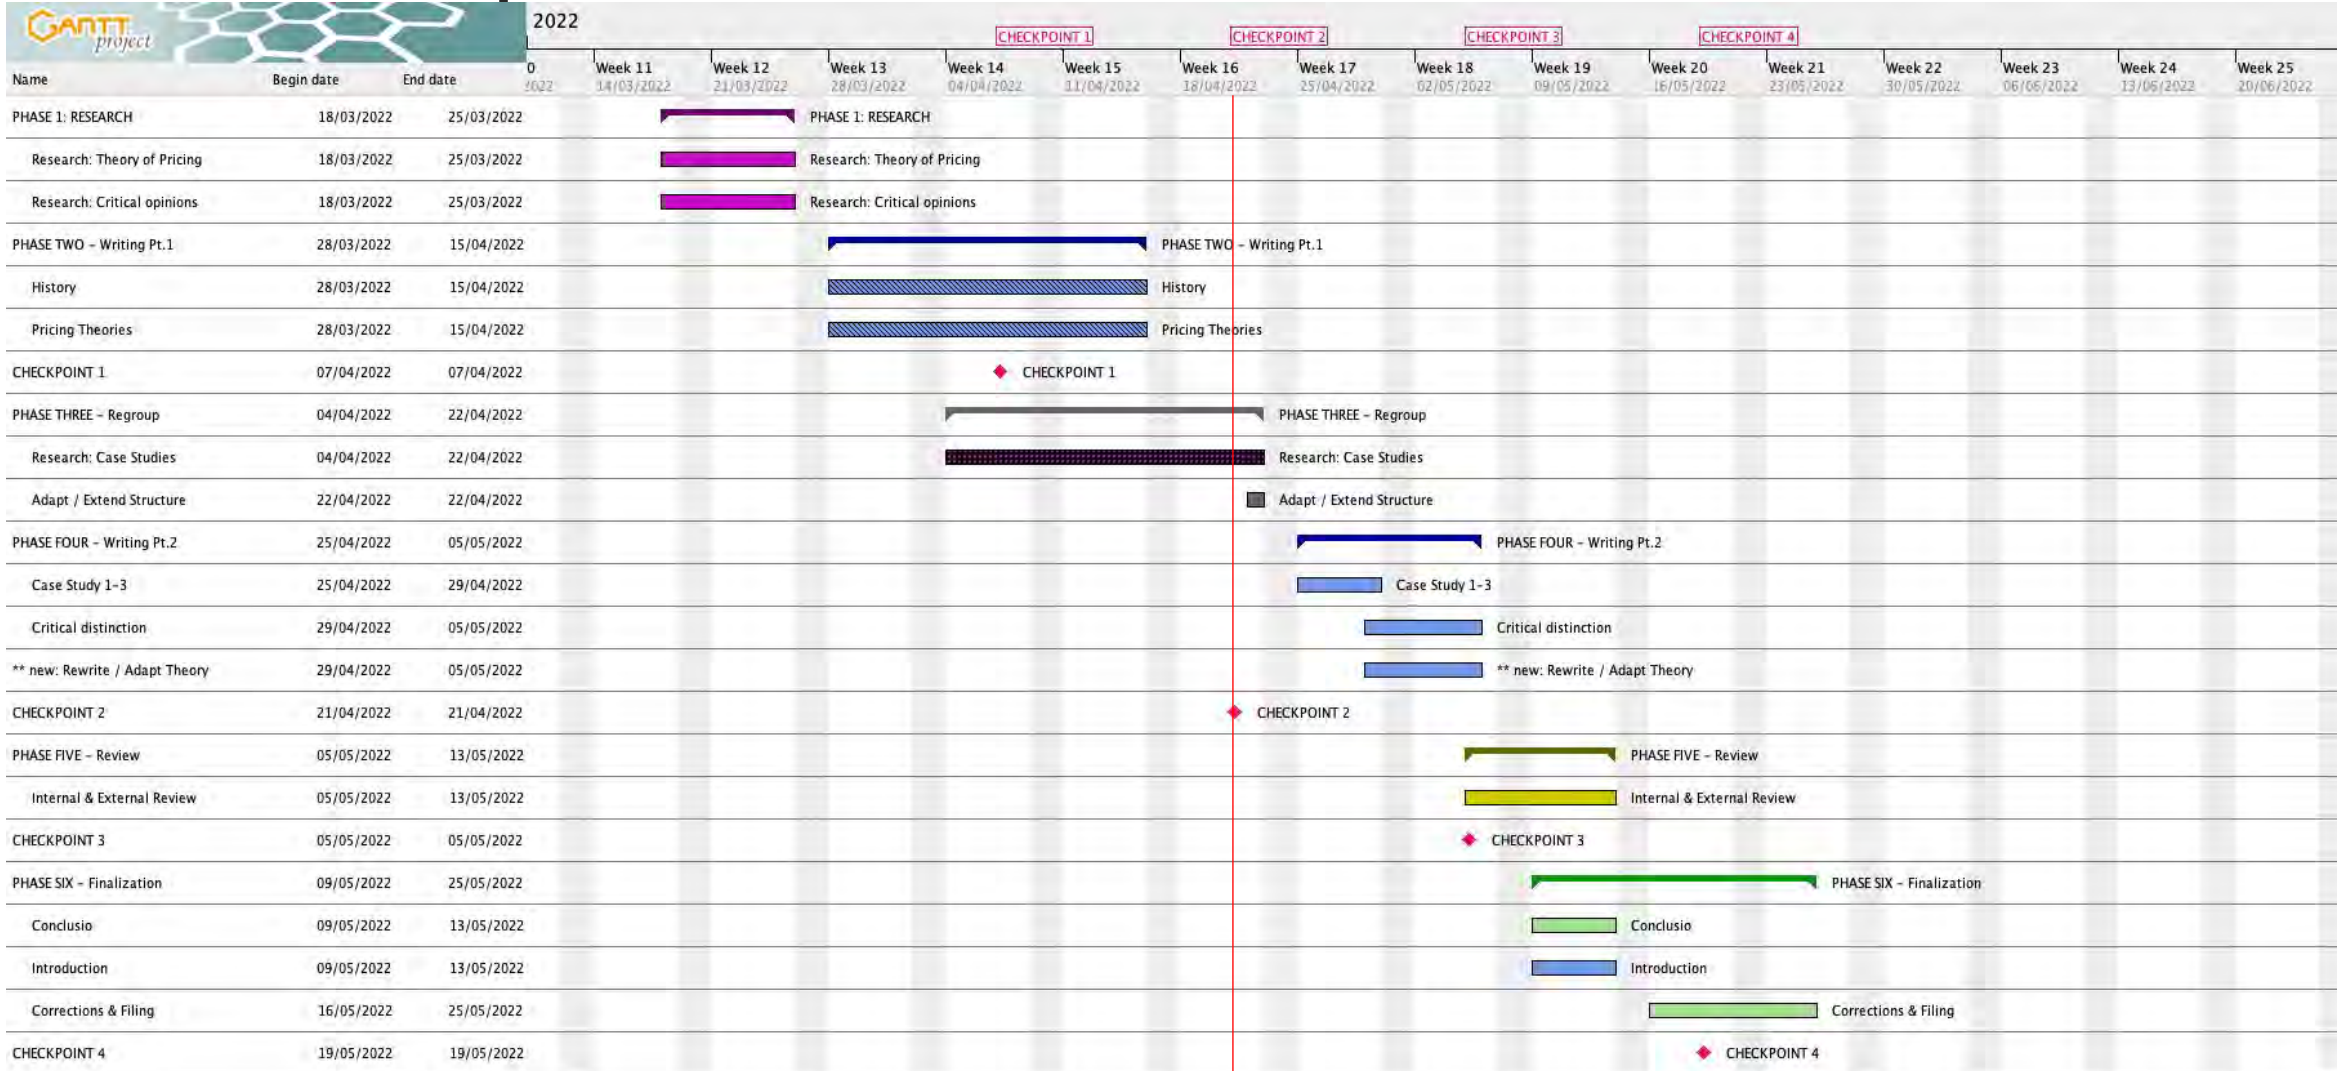 GANTT
project
2022
CHECKPOINT 1 CHECKPOINT 2 CHECKPOINT 3 CHECKPOINT 4
Name Begin date End date
0 Week 11 Week 12 Week 13 Week 14 Week 15 Week 16 Week 17 Week 18 Week 19 Week 20 Week 21 Week 22 Week 23 Week 24 Week 25
2022 14/03/2022 21/03/2022 28/03/2022 04/04/2022 11/04/2022 18/04/2022 25/04/2022 02/05/2022 09/05/2022 16/05/2022 23/05/2022 30/05/2022 06/06/2022 13/06/2022 20/06/2022
PHASE 1: RESEARCH 18/03/2022 25/03/2022 PHASE 1: RESEARCH
Research: Theory of Pricing 18/03/2022 25/03/2022 Research: Theory of Pricing
Research: Critical opinions 18/03/2022 25/03/2022 Research: Critical opinions
PHASE TWO - Writing Pt.1 28/03/2022 15/04/2022 PHASE TWO - Writing Pt.1
History 28/03/2022 15/04/2022 History
Pricing Theories 28/03/2022 15/04/2022 Pricing Theories
CHECKPOINT 1 07/04/2022 07/04/2022 CHECKPOINT 1
PHASE THREE - Regroup 04/04/2022 22/04/2022 PHASE THREE - Regroup
Research: Case Studies 04/04/2022 22/04/2022 Research: Case Studies
Adapt / Extend Structure 22/04/2022 22/04/2022 Adapt / Extend Structure
PHASE FOUR - Writing Pt.2 25/04/2022 05/05/2022 PHASE FOUR - Writing Pt.2
Case Study 1-3 25/04/2022 29/04/2022 Case Study 1-3
Critical distinction 29/04/2022 05/05/2022 Critical distinction
** new: Rewrite / Adapt Theory 29/04/2022 05/05/2022 ** new: Rewrite / Adapt Theory
CHECKPOINT 2 21/04/2022 21/04/2022 CHECKPOINT 2
PHASE FIVE - Review 05/05/2022 13/05/2022 PHASE FIVE - Review
Internal & External Review 05/05/2022 13/05/2022 Internal & External Review
CHECKPOINT 3 05/05/2022 05/05/2022 CHECKPOINT 3
PHASE SIX - Finalization 09/05/2022 25/05/2022 PHASE SIX - Finalization
Conclusio 09/05/2022 13/05/2022 Conclusio
Introduction 09/05/2022 13/05/2022 Introduction
Corrections & Filing 16/05/2022 25/05/2022 Corrections & Filing
CHECKPOINT 4 19/05/2022 19/05/2022 CHECKPOINT 4